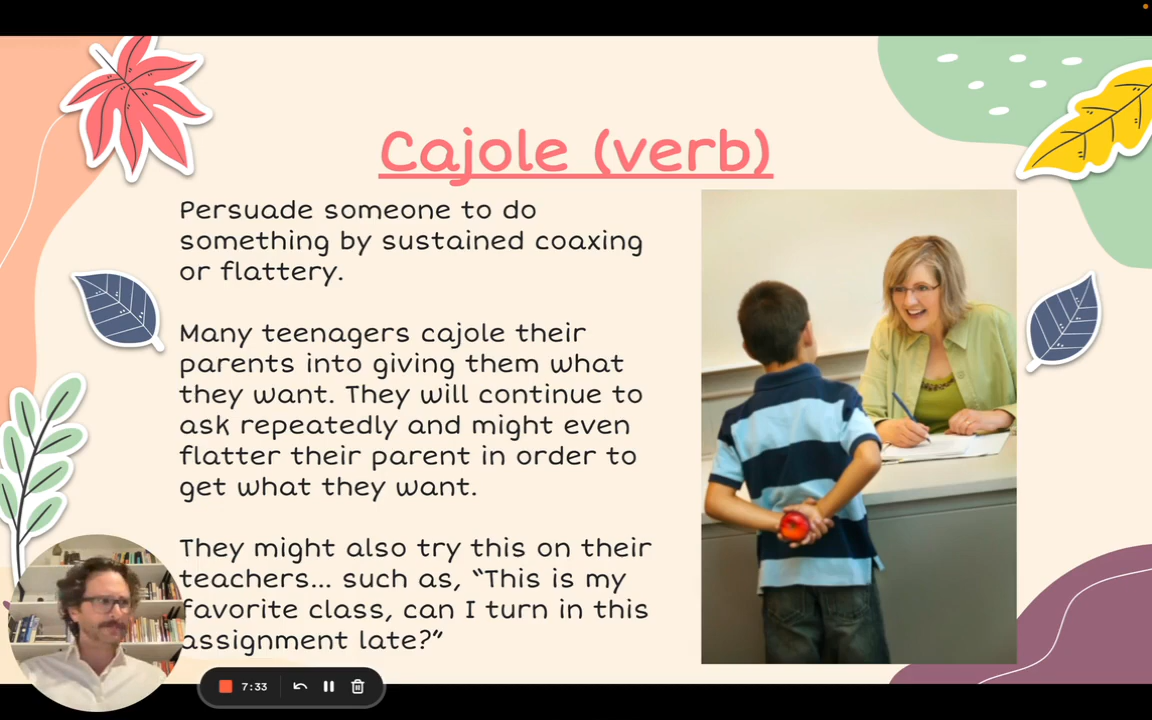 Cajole (verb)
Persuade someone to do
something by sustained coaxing
or flattery.
Many teenagers cajole their
parents into giving them what
they want. They will continue to
ask repeatedly and might even
flatter their parent in order to
get what they want.
They might also try this on their
teachers... such as, “This is my
favorite class, can I turn in this
assignment late?”
7:33